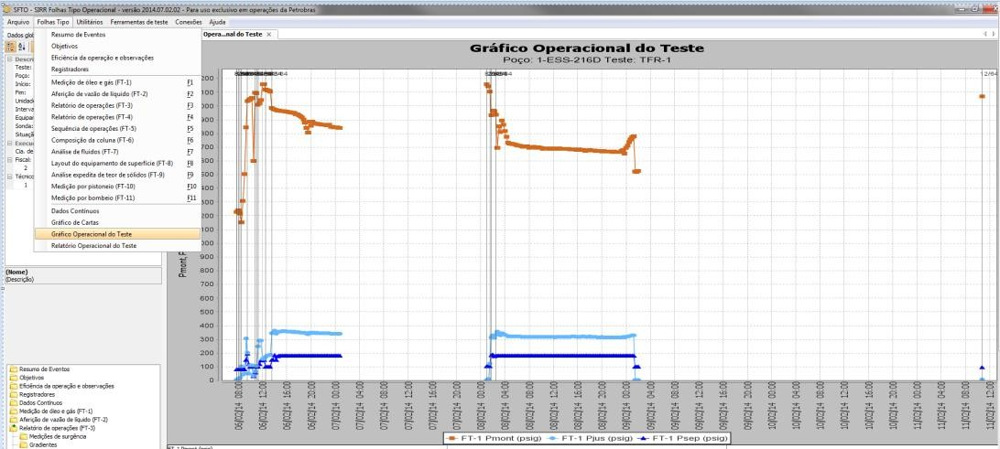 SFTO - SIRR Folhas Tipo Operacional - versão 2014.07.02.02 - Para uso exclusivo em operações da Petrobras
Arquivo Folhas Tipo Utilitários Ferramentas de teste Conexões Ajuda
Dados glob
Opera...nal do Teste ×
Resumo de Eventos
Objetivos
Eficiência da operação e observações
Registradores
Medição de óleo e gás (FT-1) F1
Aferição de vazão de líquido (FT-2) F2
Relatório de operações (FT-3) F3
Relatório de operações (FT-4) F4
Sequência de operações (FT-5) F5
Composição de coluna (FT-6) F6
Análise de fluidos (FT-7) F7
Layout do equipamento de superfície (FT-8) F8
Análise expedita de teor de sólidos (FT-9) F9
Medição por pistoneio (FT-10) F10
Medição por bombeio (FT-11) F11
Dados Contínuos
Gráfico de Cartas
Gráfico Operacional do Teste
Relatório Operacional do Teste
Descri
Teste:
Poço:
Início:
Fim:
Unidad
Interva
Equipar
Sonda:
Situaçã
Execu
Cia. de
Fiscal:
2
Técnico
1
(Nome)
(Descrição)
Resumo de Eventos
Objetivos
Eficiência da operação e observações
Registradores
Dados Contínuos
Medição de óleo e gás (FT-1)
Aferição de vazão de líquido (FT-2)
Relatório de operações (FT-3)
Medições de surgência
Gradientes
Gráfico Operacional do Teste
Poço: 1-ESS-216D Teste: TFR-1
12/64
900
800
700
600
500
400
300
200
100
0
06/02/14 08:00
06/02/14 12:00
06/02/14 16:00
06/02/14 20:00
07/02/14 00:00
07/02/14 04:00
07/02/14 08:00
07/02/14 12:00
07/02/14 16:00
07/02/14 20:00
08/02/14 00:00
08/02/14 04:00
08/02/14 08:00
08/02/14 12:00
08/02/14 16:00
08/02/14 20:00
09/02/14 00:00
09/02/14 04:00
09/02/14 08:00
09/02/14 12:00
09/02/14 16:00
09/02/14 20:00
10/02/14 00:00
10/02/14 04:00
10/02/14 08:00
10/02/14 12:00
10/02/14 16:00
10/02/14 20:00
11/02/14 00:00
11/02/14 04:00
11/02/14 08:00
11/02/14 12:00
FT-1 Pmont (psig) FT-1 Pjus (psig) FT-1 Psep (psig)
FT-1 Pmont (psig)